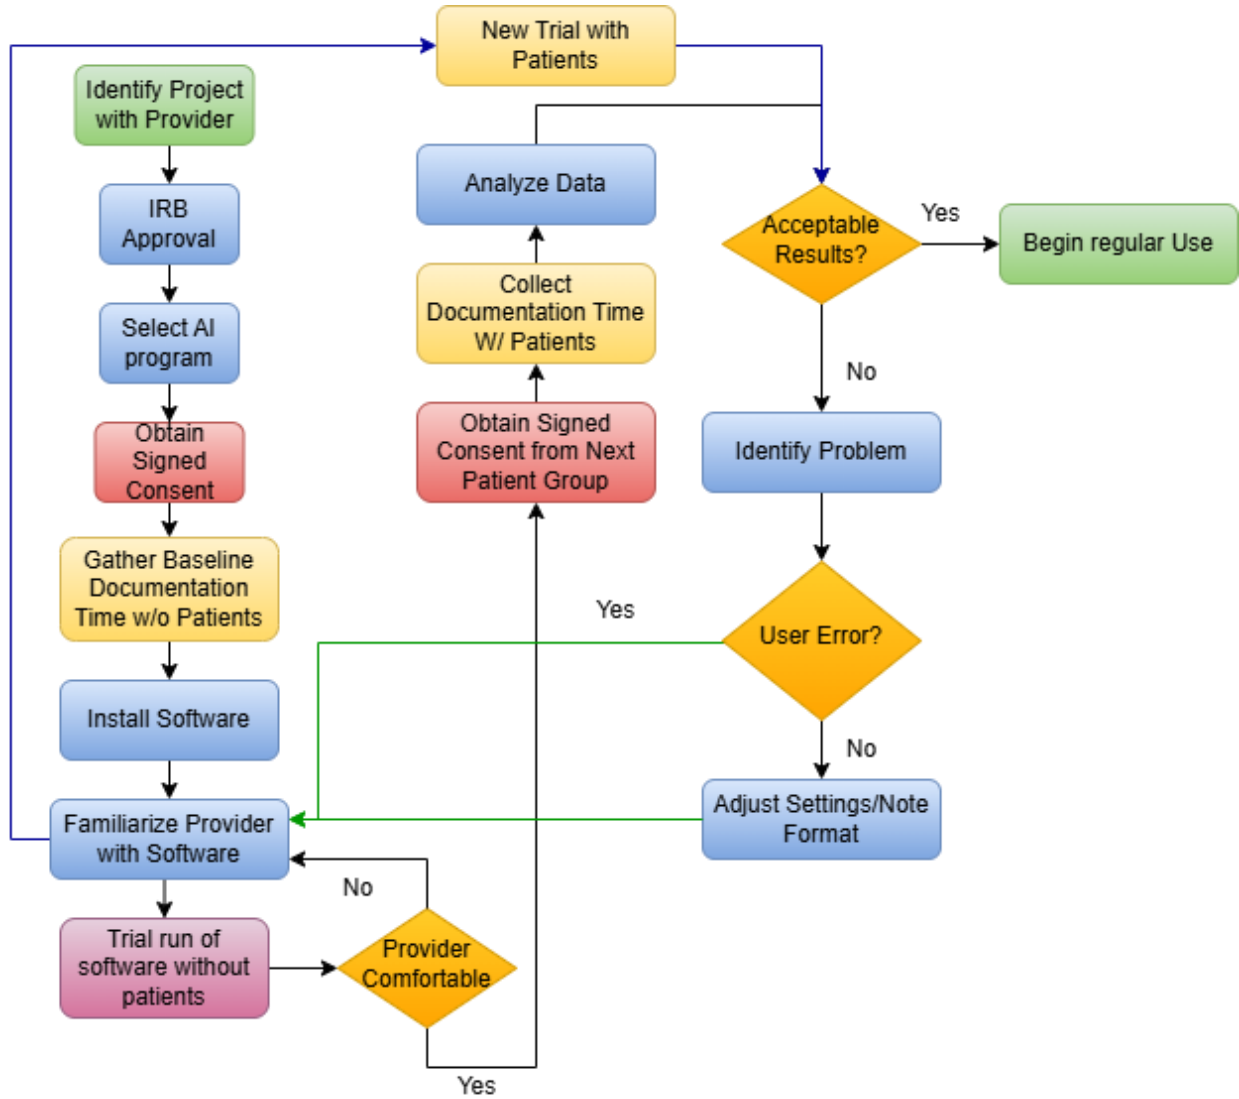 New Trial with
Patients
Identify Project
with Provider
IRB
Approval
Select AI
program
Obtain
Signed
Consent
Gather Baseline
Documentation
Time w/o Patients
Install Software
Familiarize Provider
with Software
Trial run of
software without
patients
Provider
Comfortable
No
Yes
Obtain Signed
Consent from Next
Patient Group
Collect
Documentation Time
W/ Patients
Analyze Data
Acceptable
Results?
Yes
Begin regular Use
No
Identify Problem
User Error?
Yes
No
Adjust Settings/Note
Format